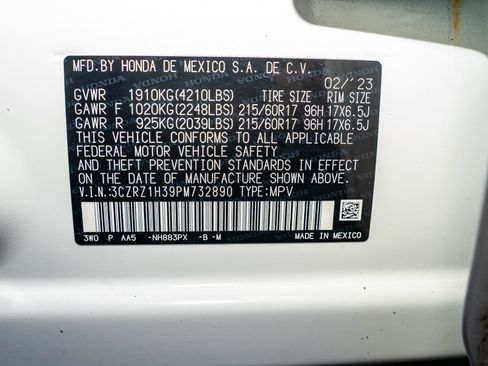 MFD.BY HONDA DE MEXICO S.A. DE C.V.
02/'23
GVWR 1910KG(4210LBS) TIRE SIZE RIM SIZE
GAWR F 1020KG(2248LBS) 215/60R17 96H 17X6.5J
GAWR R 925KG(2039LBS) 215/60R17 96H 17X6.5J
THIS VEHICLE CONFORMS TO ALL APPLICABLE
FEDERAL MOTOR VEHICLE SAFETY
AND THEFT PREVENTION STANDARDS IN EFFECT
ON THE DATE OF MANUFACTURE SHOWN ABOVE.
V.I.N.:3CZRZ1H39PM732890 TYPE:MPV
3W0 P AA5 -NH883PX -B -M MADE IN MEXICO